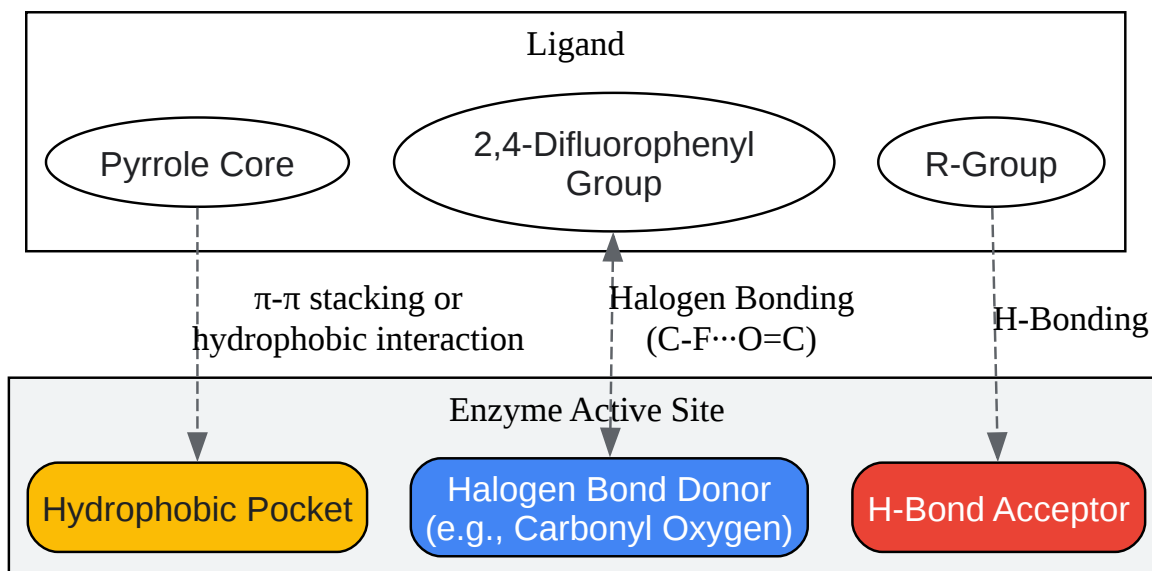 Ligand
Pyrrole Core
2,4-Difluorophenyl
Group
R-Group
π-π stacking or
hydrophobic interaction
Halogen Bonding
(C-F···O=C)
H-Bonding
Enzyme Active Site
Hydrophobic Pocket
Halogen Bond Donor
(e.g., Carbonyl Oxygen)
H-Bond Acceptor